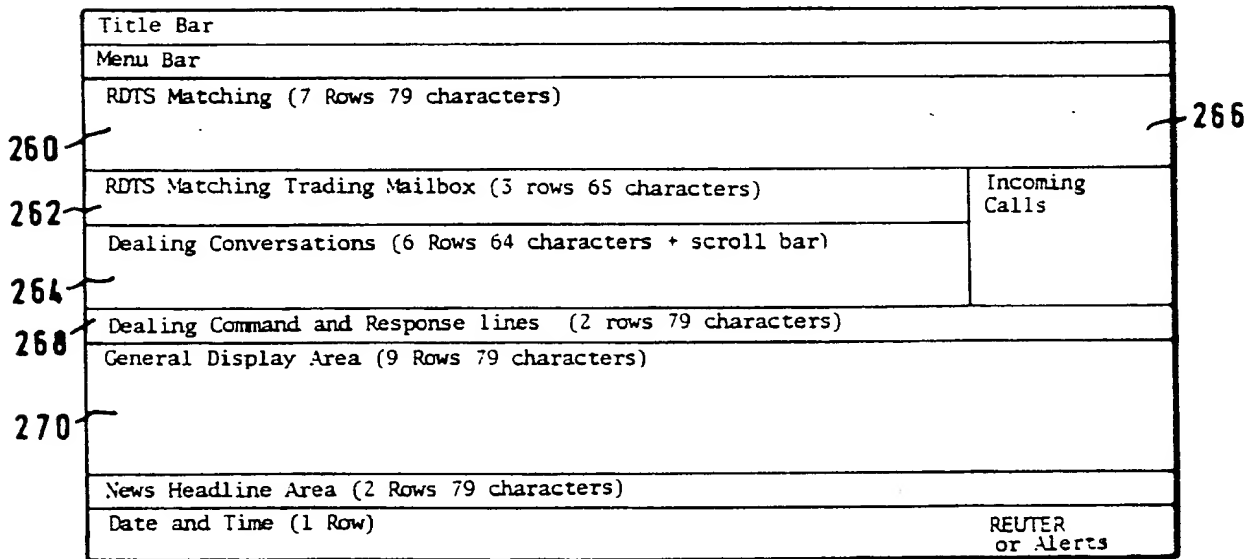 Title Bar
Menu Bar
RDTS Matching (7 Rows 79 characters)
266
260
RDTS Matching Trading Mailbox (3 rows 65 characters)
Incoming
Calls
262
Dealing Conversations (6 Rows 64 characters + scroll bar)
264
Dealing Command and Response lines (2 rows 79 characters)
268
General Display Area (9 Rows 79 characters)
270
News Headline Area (2 Rows 79 characters)
Date and Time (1 Row)
REUTER
or Alerts